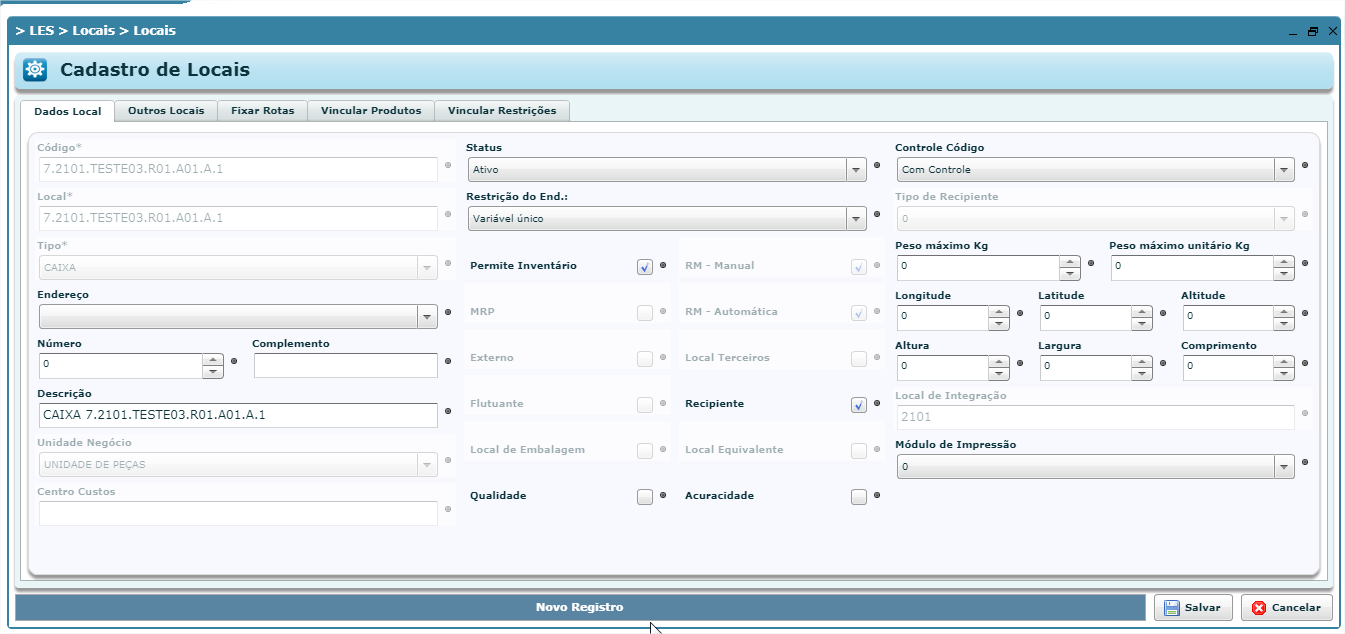 > LES > Locais > Locais
Cadastro de Locais
Dados Local
Outros Locais
Fixar Rotas
Vincular Produtos
Vincular Restrições
Código*
7.2101.TESTE03.R01.A01.A.1
Local*
7.2101.TESTE03.R01.A01.A.1
Tipo*
CAIXA
Endereço
Número
Complemento
0
Descrição
CAIXA 7.2101.TESTE03.R01.A01.A.1
Unidade Negócio
UNIDADE DE PEÇAS
Centro Custos
Status
Ativo
Restrição do End.:
Variável único
Permite Inventário
RM - Manual
MRP
RM - Automática
Externo
Local Terceiros
Flutuante
Recipiente
Local de Embalagem
Local Equivalente
Qualidade
Acuracidade
Controle Código
Com Controle
Tipo de Recipiente
0
Peso máximo Kg
Peso máximo unitário Kg
0
0
Longitude
Latitude
Altitude
0
0
0
Altura
Largura
Comprimento
0
0
0
Local de Integração
2101
Módulo de Impressão
0
Novo Registro
Salvar
Cancelar